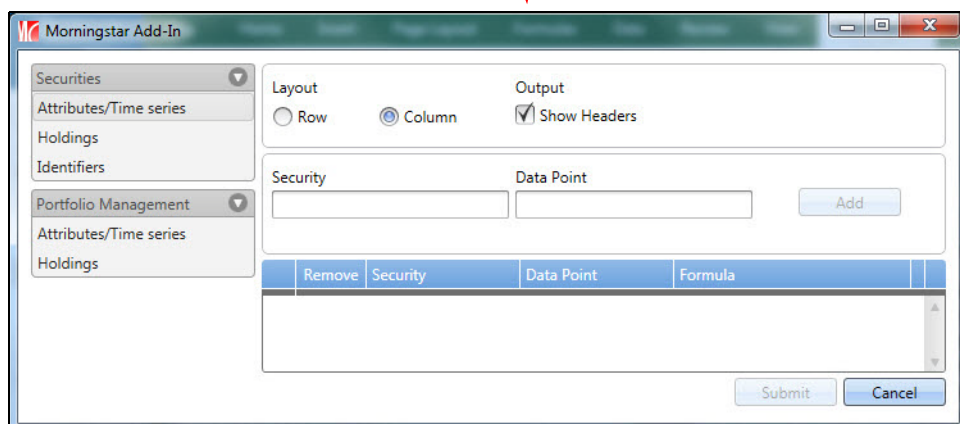 Morningstar Add-In
Securities
Attributes/Time series
Holdings
Identifiers
Portfolio Management
Attributes/Time series
Holdings
Layout
Output
Row
Column
Show Headers
Security
Data Point
Add
Remove
Security
Data Point
Formula
Submit
Cancel